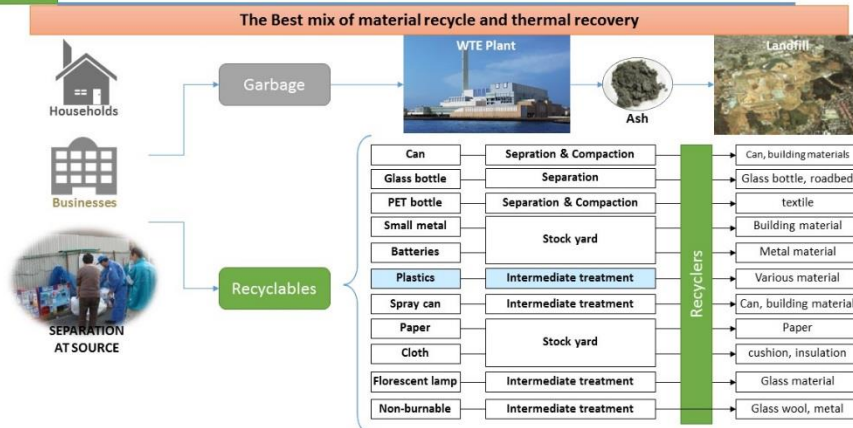 The Best mix of material recycle and thermal recovery
Households
Businesses
SEPARATION
AT SOURCE
Garbage
WTE Plant
Ash
Landfill
Recyclables
Can
Sepration & Compaction
Can, building materials
Glass bottle
Separation
Glass bottle, roadbed
PET bottle
Separation & Compaction
textile
Small metal
Stock yard
Building material
Batteries
Metal material
Plastics
Intermediate treatment
Various material
Spray can
Intermediate treatment
Can, building material
Paper
Stock yard
Paper
Cloth
cushion, insulation
Florescent lamp
Intermediate treatment
Glass material
Non-burnable
Intermediate treatment
Glass wool, metal
Recyclers